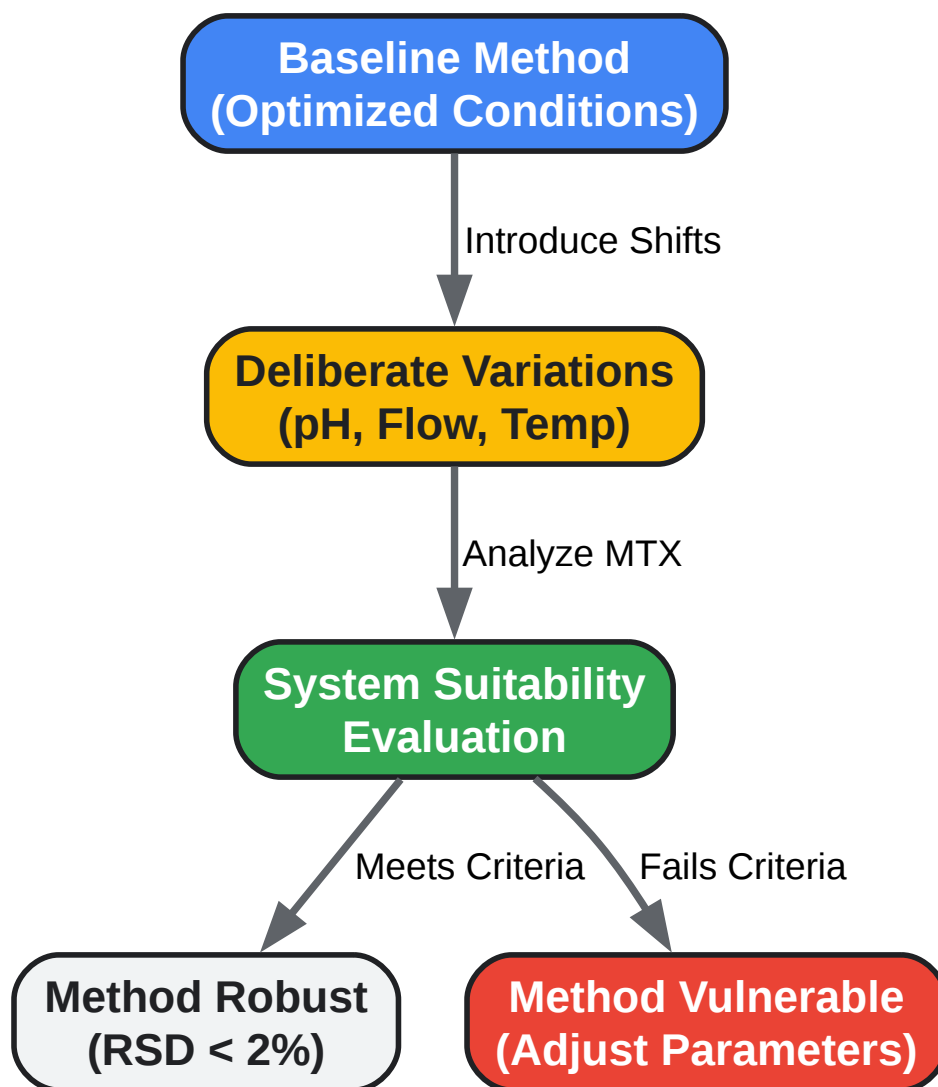 Baseline Method
(Optimized Conditions)
Introduce Shifts
Deliberate Variations
(pH, Flow, Temp)
Analyze MTX
System Suitability
Evaluation
Meets Criteria
Fails Criteria
Method Robust
(RSD < 2%)
Method Vulnerable
(Adjust Parameters)